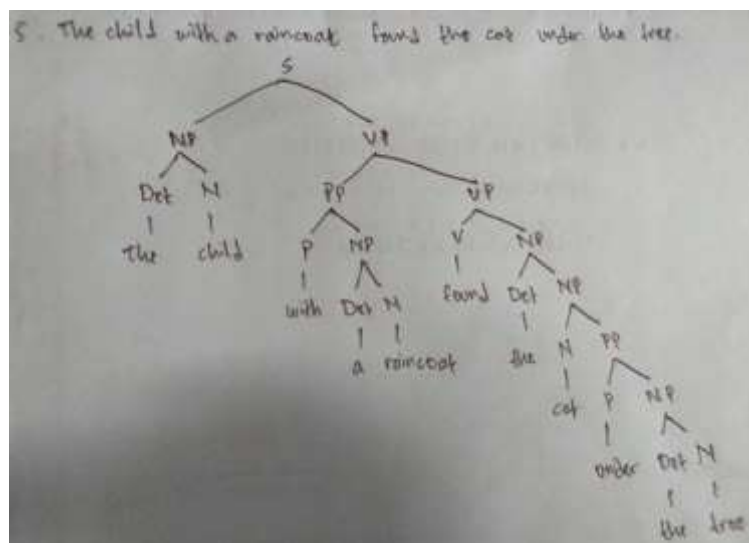 5. The child with a raincoat found the cat under the tree.
S
NP VP
Det N PP VP
The child P NP V NP
with Det N found Det NP
a raincoat the N PP
cat P NP
under Det N
the tree